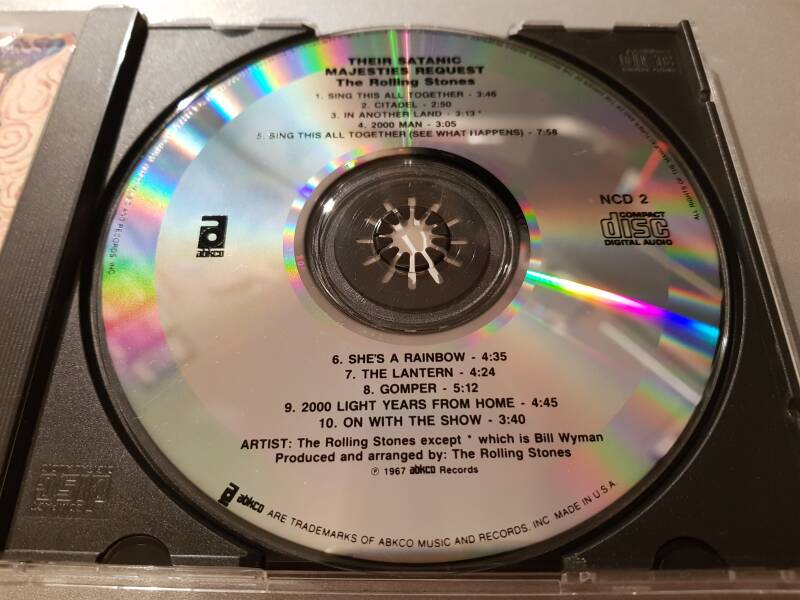 THEIR SATANIC
MAJESTIES REQUEST
The Rolling Stones
1. SING THIS ALL TOGETHER - 3:46
2. CITADEL - 2:50
3. IN ANOTHER LAND - 3:13 *
4. 2000 MAN - 3:05
5. SING THIS ALL TOGETHER (SEE WHAT HAPPENS) - 7:58
abkco
NCD 2
COMPACT
disc
DIGITAL AUDIO
6. SHE'S A RAINBOW - 4:35
7. THE LANTERN - 4:24
8. GOMPER - 5:12
9. 2000 LIGHT YEARS FROM HOME - 4:45
10. ON WITH THE SHOW - 3:40
ARTIST: The Rolling Stones except * which is Bill Wyman
Produced and arranged by: The Rolling Stones
℗ 1967 abkco Records
abkco ARE TRADEMARKS OF ABKCO MUSIC AND RECORDS, INC. MADE IN U.S.A.